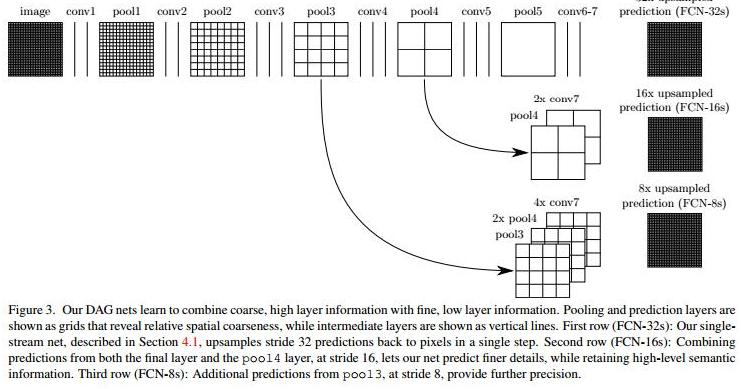 image conv1 pool1 conv2 pool2 conv3 pool3 conv4 pool4 conv5 pool5 conv6-7
prediction (FCN-32s)
16x upsampled
prediction (FCN-16s)
2x conv7
pool4
8x upsampled
prediction (FCN-8s)
4x conv7
2x pool4
pool3
Figure 3. Our DAG nets learn to combine coarse, high layer information with fine, low layer information. Pooling and prediction layers are
shown as grids that reveal relative spatial coarseness, while intermediate layers are shown as vertical lines. First row (FCN-32s): Our single-
stream net, described in Section 4.1, upsamples stride 32 predictions back to pixels in a single step. Second row (FCN-16s): Combining
predictions from both the final layer and the pool4 layer, at stride 16, lets our net predict finer details, while retaining high-level semantic
information. Third row (FCN-8s): Additional predictions from pool3, at stride 8, provide further precision.